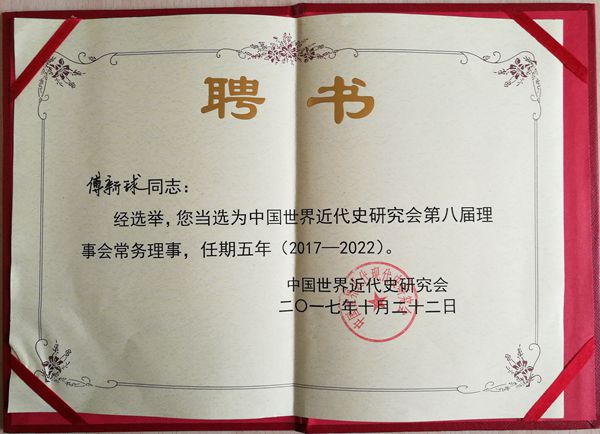 聘书
傅新球同志：
经选举，您当选为中国世界近代史研究会第八届理
事会常务理事，任期五年（2017—2022）。
中国世界近代史研究会
二〇一七年十月二十二日